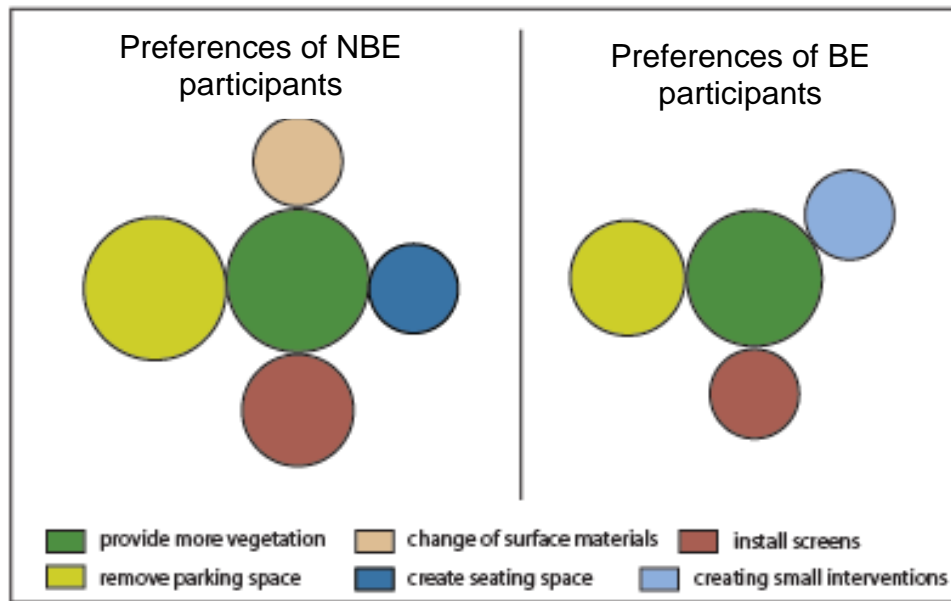 Preferences of NBE
participants
Preferences of BE
participants
provide more vegetation
change of surface materials
install screens
remove parking space
create seating space
creating small interventions